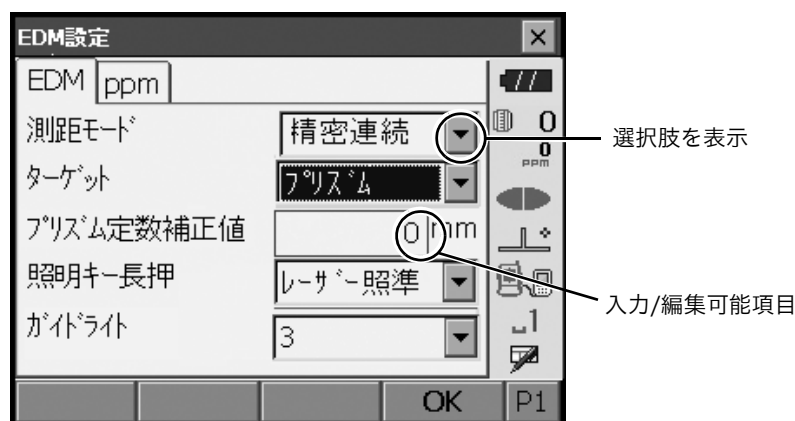 EDM設定 ×
EDM ppm
測距モード 精密連続
ターゲット プリズム
プリズム定数補正値 0 mm
照明キー長押 レーザー照準
ガイドライト 3
OK P1
0
0
PPM
1
選択肢を表示
入力/編集可能項目